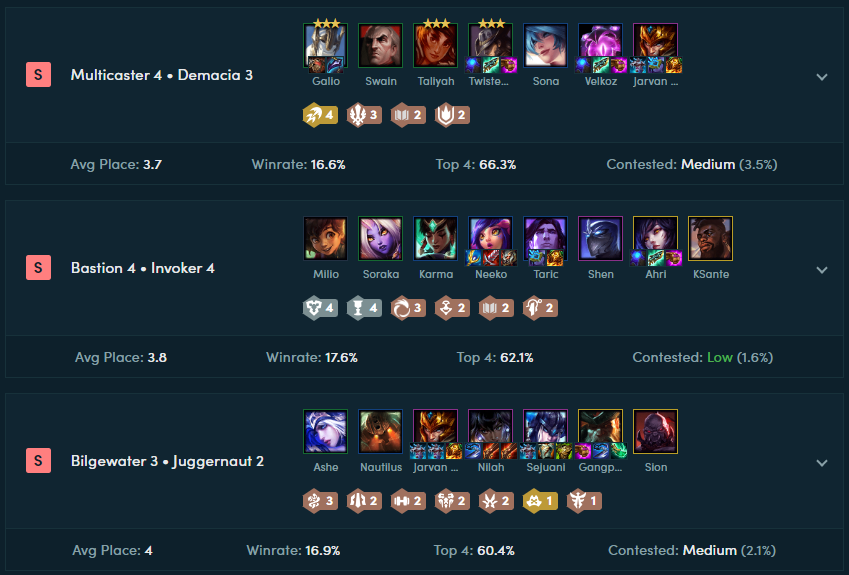 S Multicaster 4 • Demacia 3
Galio Swain Taliyah Twiste... Sona Velkoz Jarvan ...
4 3 2 2
Avg Place: 3.7 Winrate: 16.6% Top 4: 66.3% Contested: Medium (3.5%)
S Bastion 4 • Invoker 4
Milio Soraka Karma Neeko Taric Shen Ahri KSante
4 4 3 2 2 2
Avg Place: 3.8 Winrate: 17.6% Top 4: 62.1% Contested: Low (1.6%)
S Bilgewater 3 • Juggernaut 2
Ashe Nautilus Jarvan ... Nilah Sejuani Gangp... Sion
3 2 2 2 2 1 1
Avg Place: 4 Winrate: 16.9% Top 4: 60.4% Contested: Medium (2.1%)